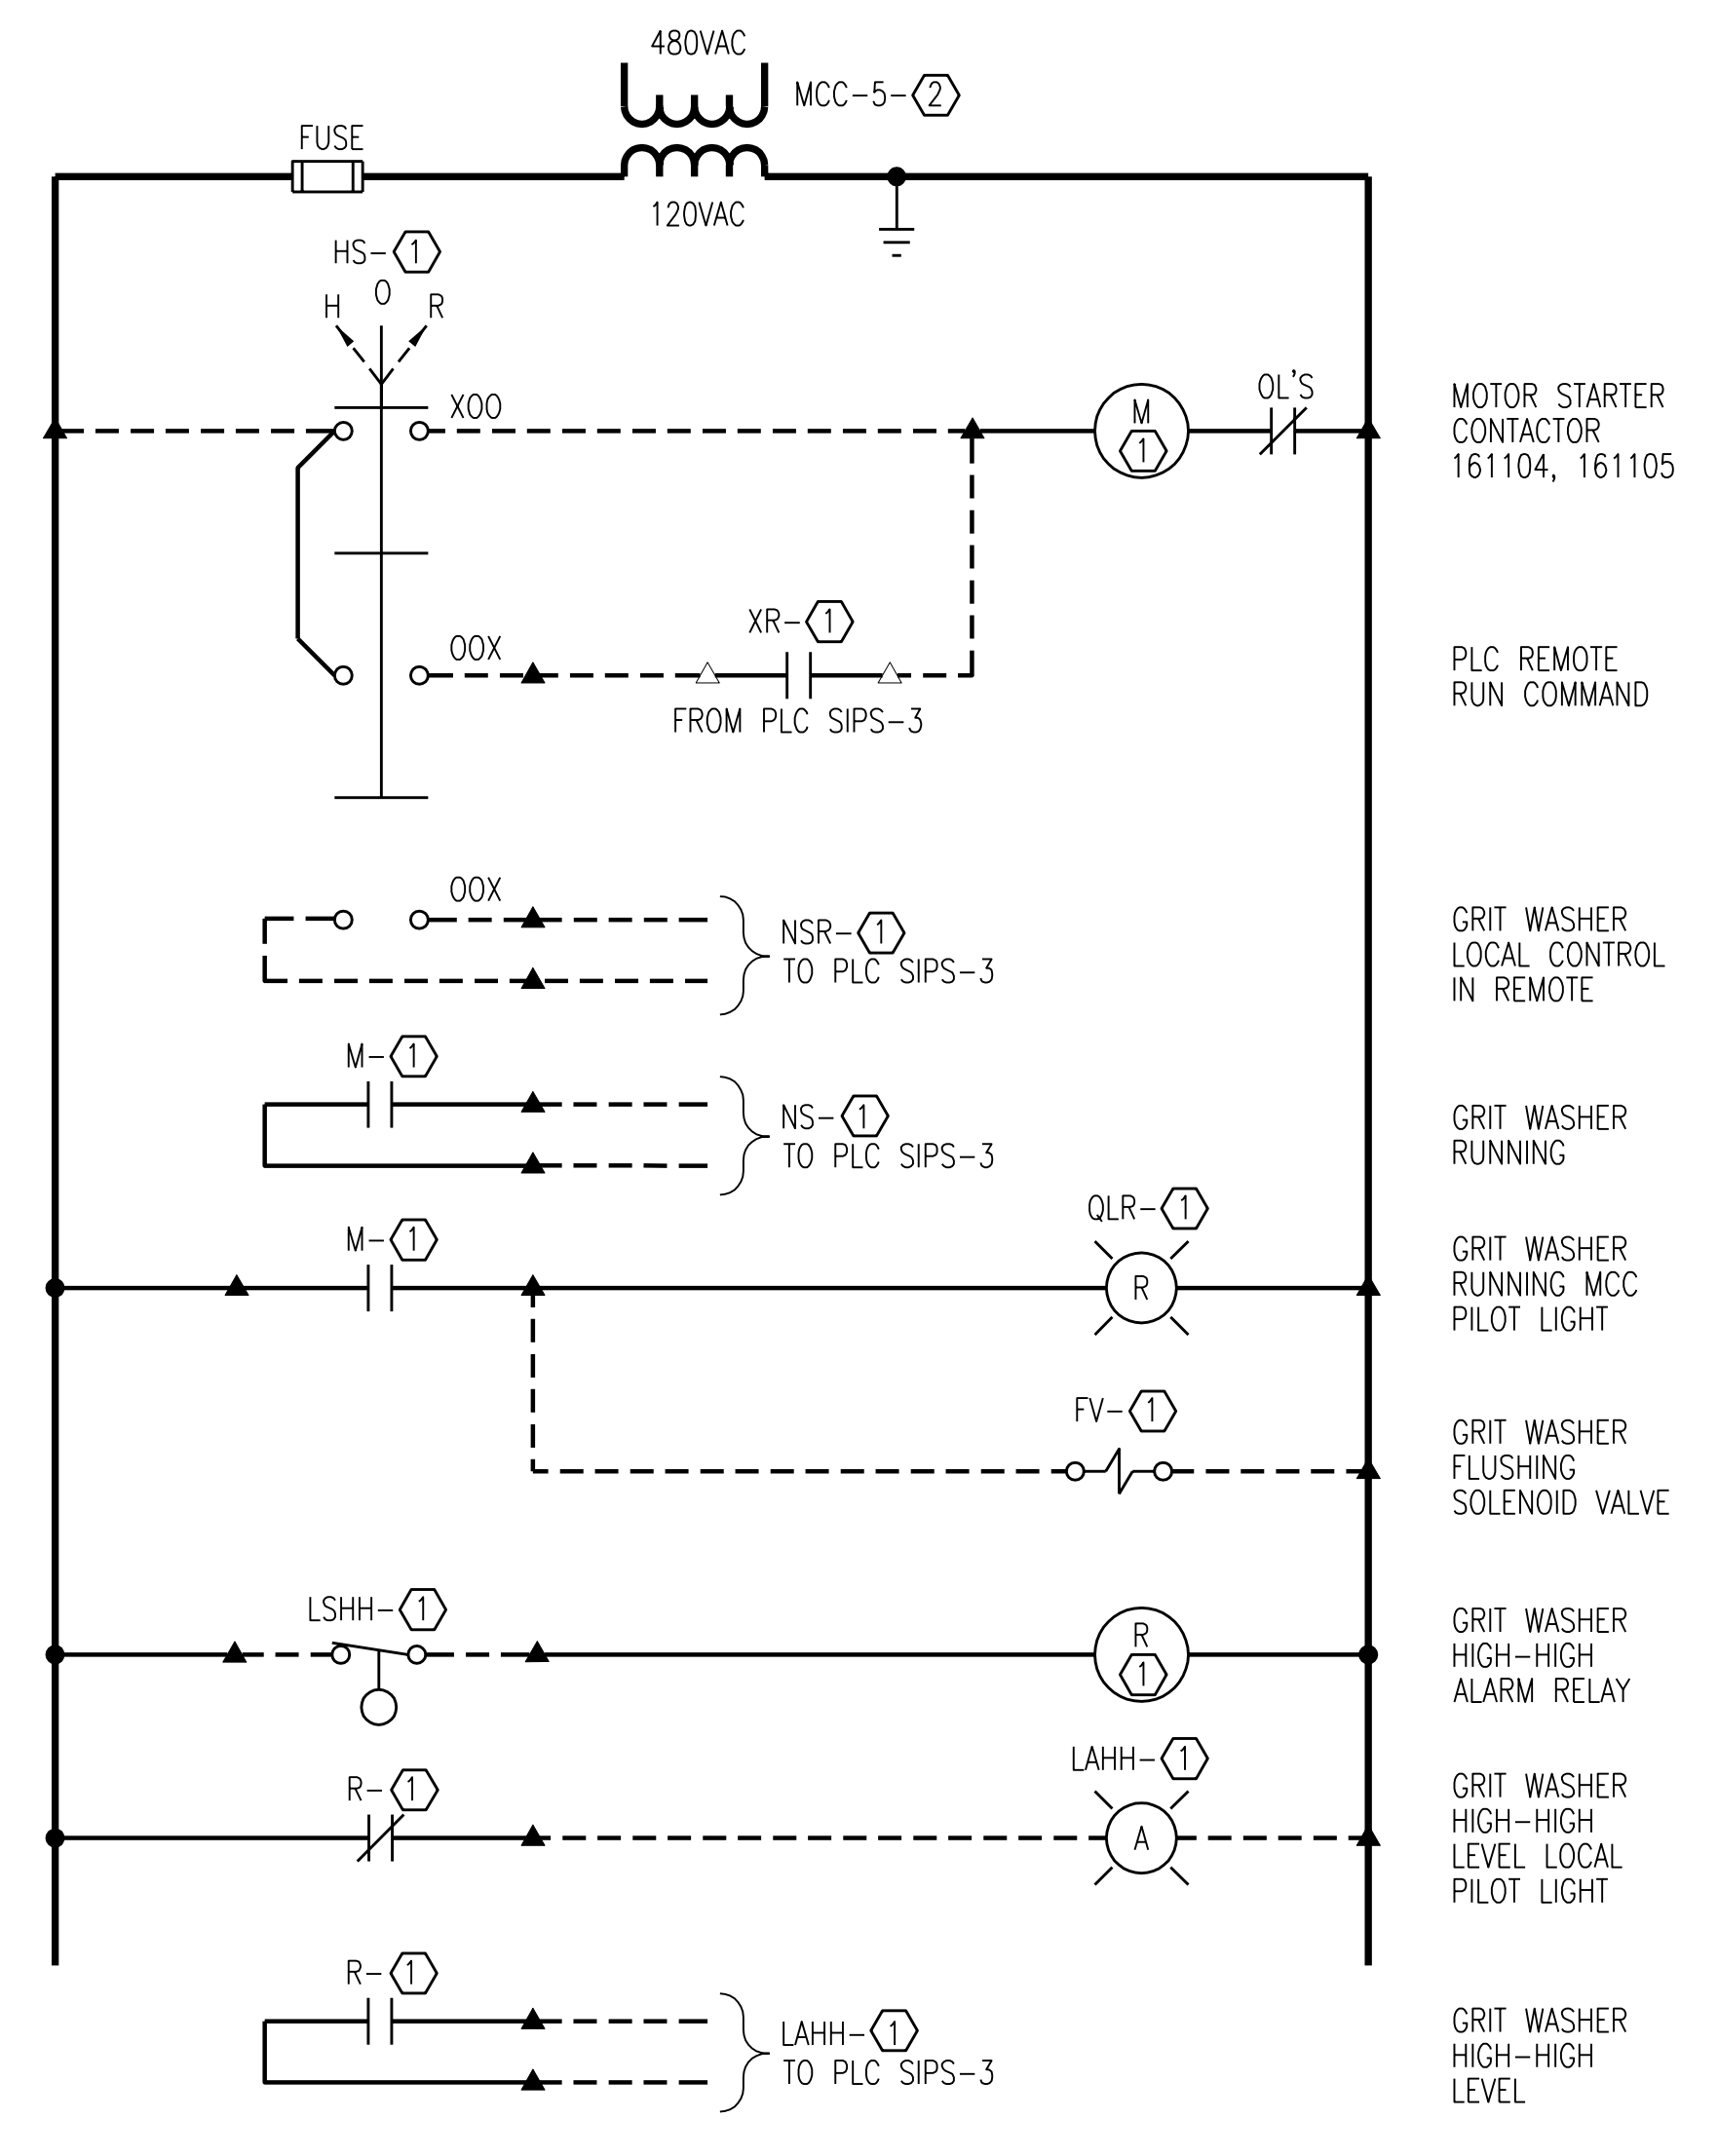 480VAC
MCC-5-2
FUSE
120VAC
HS-1
H O R
XOO
M
1
OL'S
MOTOR STARTER
CONTACTOR
161104, 161105
OOX
XR-1
FROM PLC SIPS-3
PLC REMOTE
RUN COMMAND
OOX
NSR-1
TO PLC SIPS-3
GRIT WASHER
LOCAL CONTROL
IN REMOTE
M-1
NS-1
TO PLC SIPS-3
GRIT WASHER
RUNNING
M-1
QLR-1
R
GRIT WASHER
RUNNING MCC
PILOT LIGHT
FV-1
GRIT WASHER
FLUSHING
SOLENOID VALVE
LSHH-1
R
1
GRIT WASHER
HIGH-HIGH
ALARM RELAY
R-1
LAHH-1
A
GRIT WASHER
HIGH-HIGH
LEVEL LOCAL
PILOT LIGHT
R-1
LAHH-1
TO PLC SIPS-3
GRIT WASHER
HIGH-HIGH
LEVEL